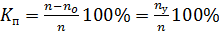 Kп = (n−nо)/n 100% = nу/n 100%